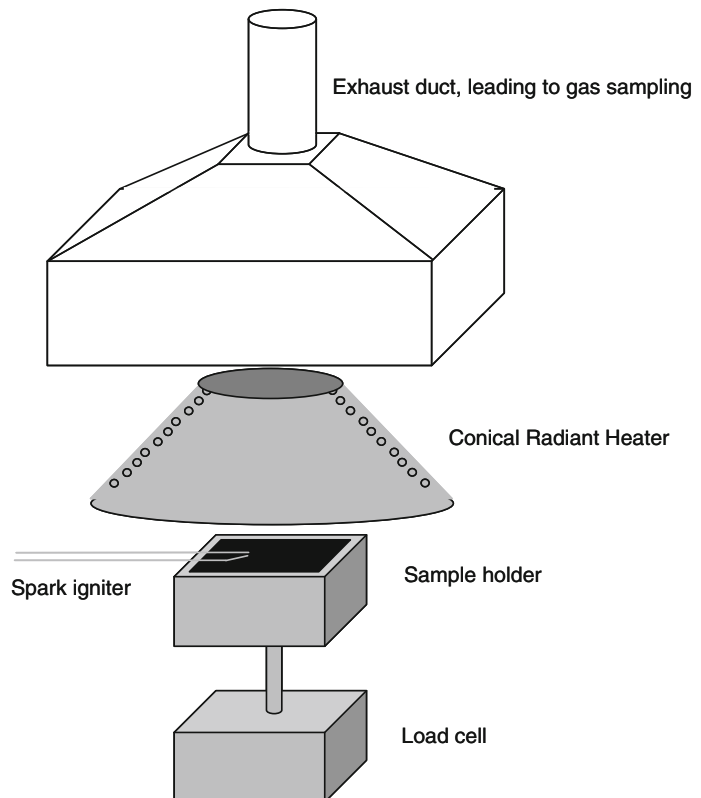 Exhaust duct, leading to gas sampling
Conical Radiant Heater
Sample holder
Spark igniter
Load cell